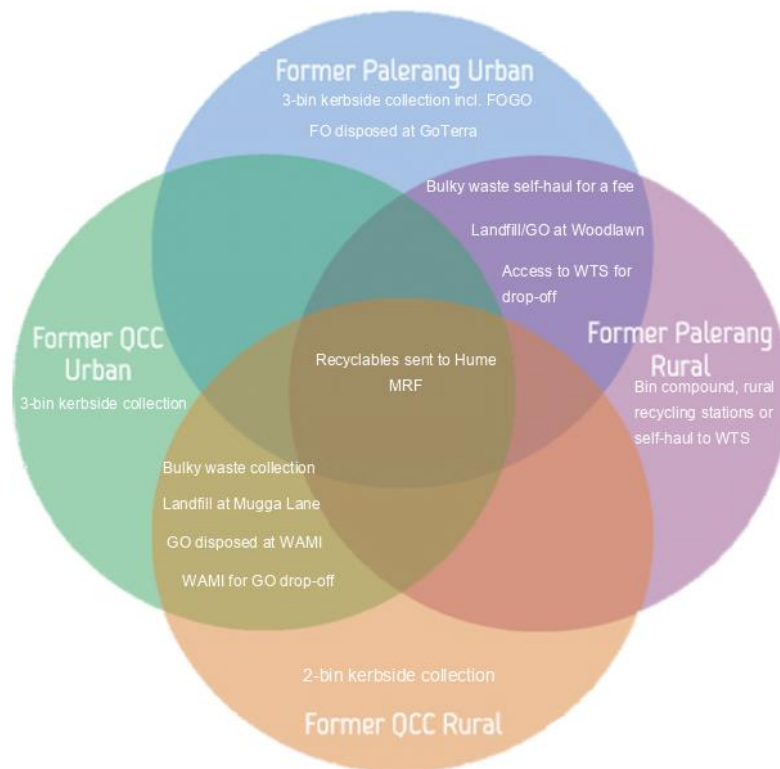 Former Palerang Urban
3-bin kerbside collection incl. FOGO
FO disposed at GoTerra
Bulky waste self-haul for a fee
Landfill/GO at Woodlawn
Access to WTS for
drop-off
Former QCC
Urban
3-bin kerbside collection
Recyclables sent to Hume
MRF
Former Palerang
Rural
Bin compound, rural
recycling stations or
self-haul to WTS
Bulky waste collection
Landfill at Mugga Lane
GO disposed at WAMI
WAMI for GO drop-off
2-bin kerbside collection
Former QCC Rural